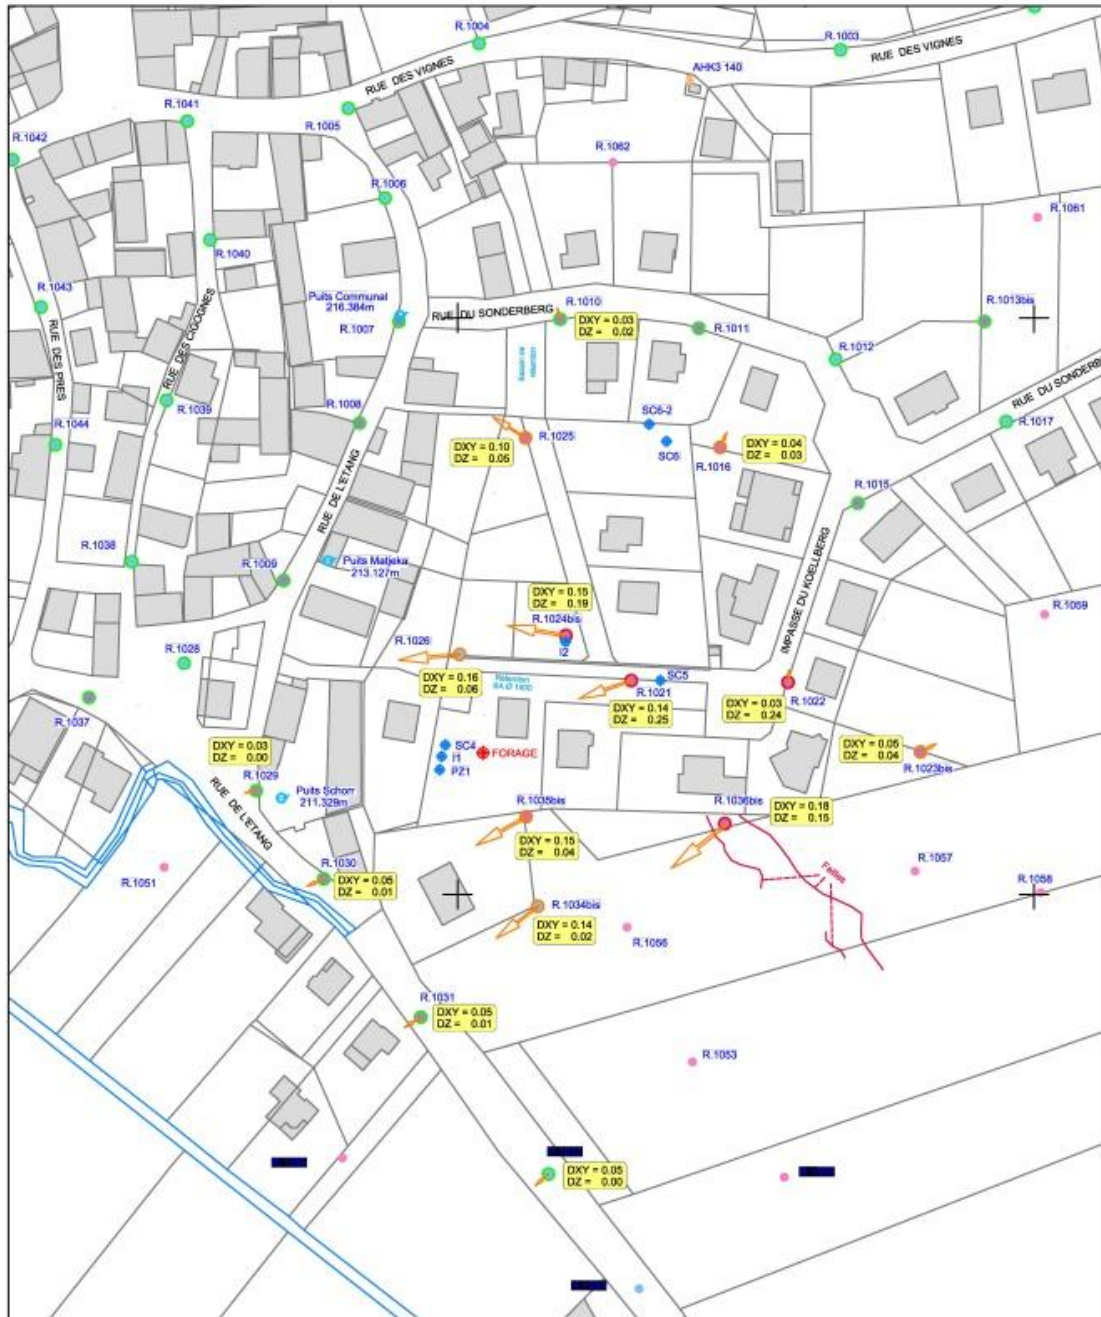 R.1004
R.1003
RUE DES VIGNES
RUE DES VIGNES
AHK3 140
R.1041
R.1005
R.1042
R.1062
R.1006
R.1061
R.1040
R.1043
Puits Communal
216.384m
R.1010
RUE DU SONDERBERG
R.1007
DXY = 0.03
DZ = 0.02
R.1011
R.1013bis
RUE DES PRES
RUE DES CIGOGNES
R.1012
Bassin de
rétention
RUE DU SONDERBE
R.1039
R.1008
SC6-2
R.1017
R.1044
R.1025
DXY = 0.10
DZ = 0.05
SC6
DXY = 0.04
DZ = 0.03
R.1016
RUE DE L'ETANG
R.1015
R.1038
R.1009
Puits Matjeka
213.127m
IMPASSE DU KOELLBERG
DXY = 0.15
DZ = 0.19
R.1059
R.1024bis
R.1026
I2
R.1028
DXY = 0.16
DZ = 0.06
SC5
R.1021
R.1022
R.1037
DXY = 0.14
DZ = 0.25
DXY = 0.03
DZ = 0.24
DXY = 0.03
DZ = 0.00
SC4
I1
FORAGE
PZ1
DXY = 0.05
DZ = 0.04
R.1023bis
R.1029
Puits Schorr
211.329m
RUE DE L'ETANG
R.1035bis
R.1036bis
DXY = 0.18
DZ = 0.15
DXY = 0.15
DZ = 0.04
R.1030
R.1051
DXY = 0.05
DZ = 0.01
Failles
R.1057
R.1058
R.1034bis
DXY = 0.14
DZ = 0.02
R.1056
R.1031
DXY = 0.05
DZ = 0.01
R.1053
DXY = 0.05
DZ = 0.00